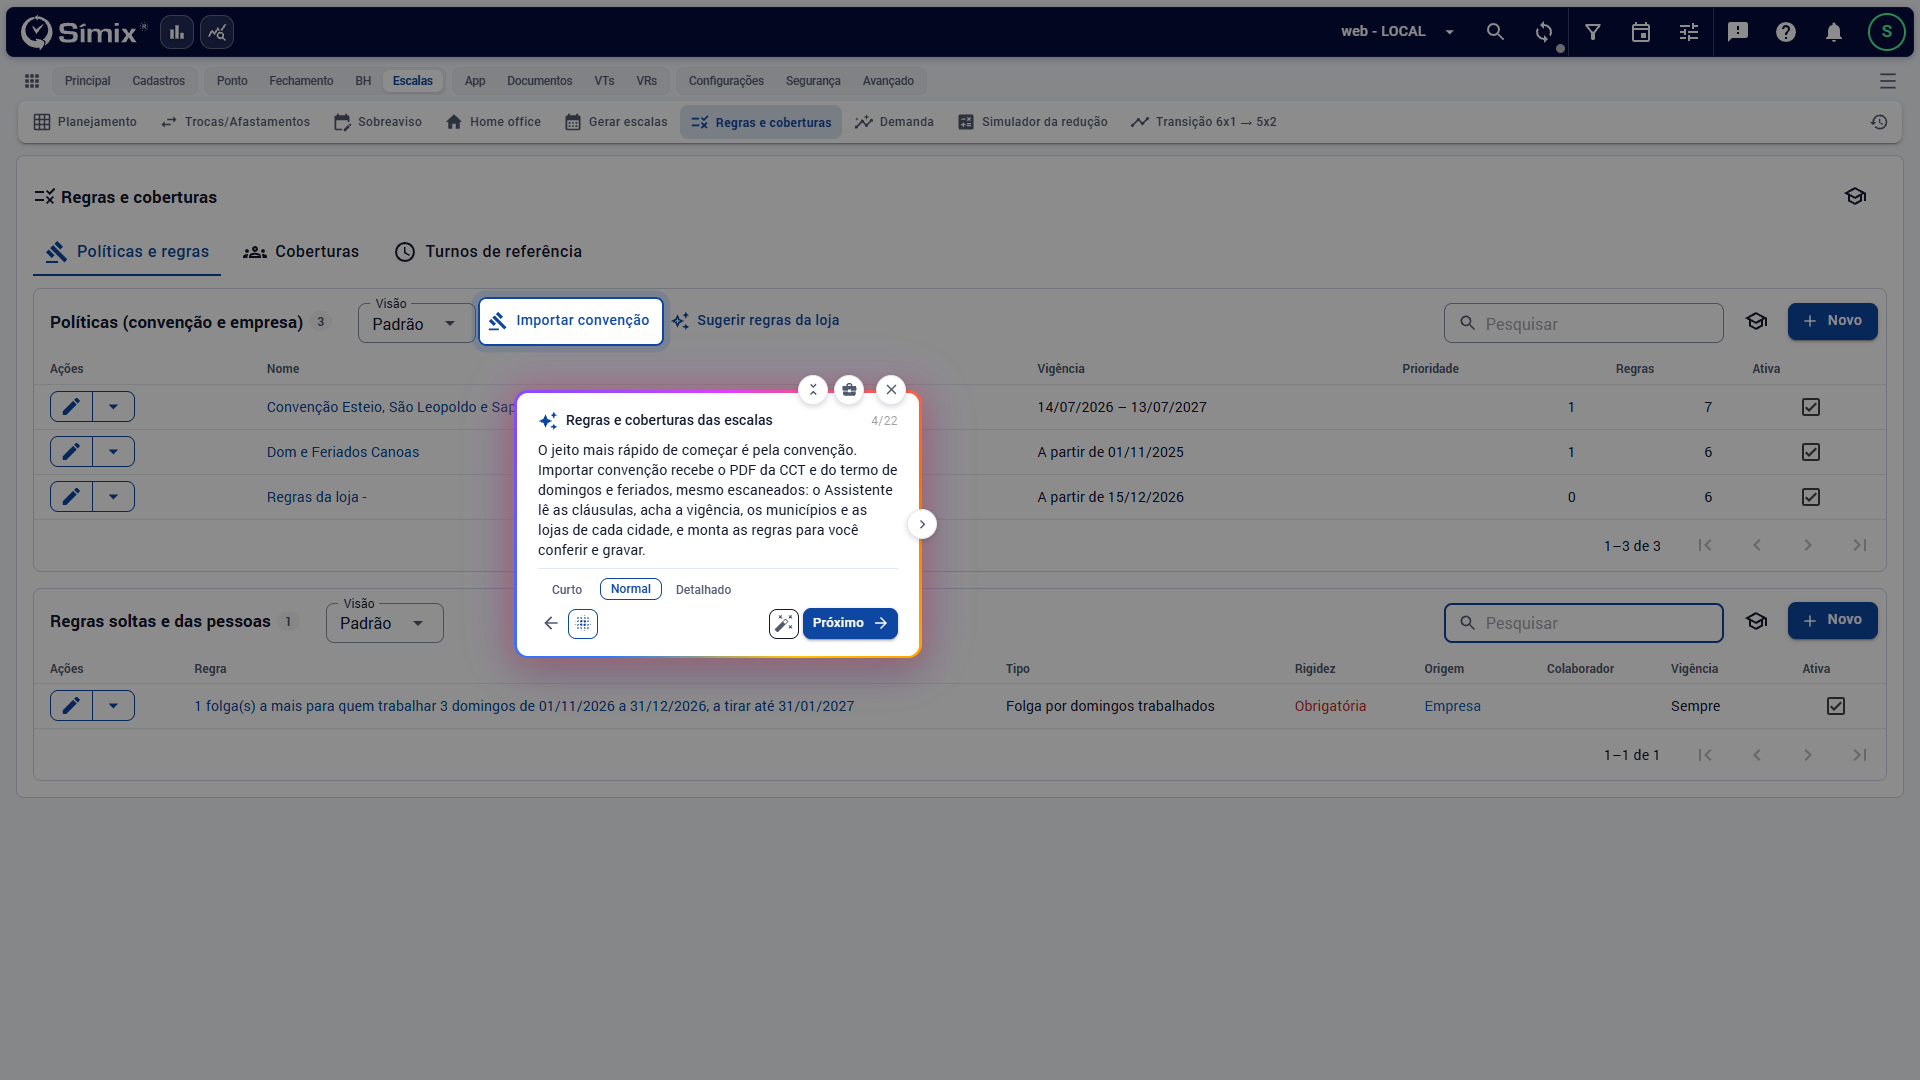 Símix
web - LOCAL
S
Principal Cadastros Ponto Fechamento BH Escalas App Documentos VTs VRs Configurações Segurança Avançado
Planejamento Trocas/Afastamentos Sobreaviso Home office Gerar escalas Regras e coberturas Demanda Simulador da redução Transição 6x1 → 5x2
Regras e coberturas
Políticas e regras Coberturas Turnos de referência
Políticas (convenção e empresa) 3 Visão Padrão Importar convenção Sugerir regras da loja Pesquisar Novo
Ações Nome Vigência Prioridade Regras Ativa
Convenção Esteio, São Leopoldo e Sap 14/07/2026 – 13/07/2027 1 7
Dom e Feriados Canoas A partir de 01/11/2025 1 6
Regras da loja - A partir de 15/12/2026 0 6
1–3 de 3
Regras e coberturas das escalas 4/22
O jeito mais rápido de começar é pela convenção.
Importar convenção recebe o PDF da CCT e do termo de
domingos e feriados, mesmo escaneados: o Assistente
lê as cláusulas, acha a vigência, os municípios e as
lojas de cada cidade, e monta as regras para você
conferir e gravar.
Curto Normal Detalhado
Próximo
Regras soltas e das pessoas 1 Visão Padrão Pesquisar Novo
Ações Regra Tipo Rigidez Origem Colaborador Vigência Ativa
1 folga(s) a mais para quem trabalhar 3 domingos de 01/11/2026 a 31/12/2026, a tirar até 31/01/2027 Folga por domingos trabalhados Obrigatória Empresa Sempre
1–1 de 1